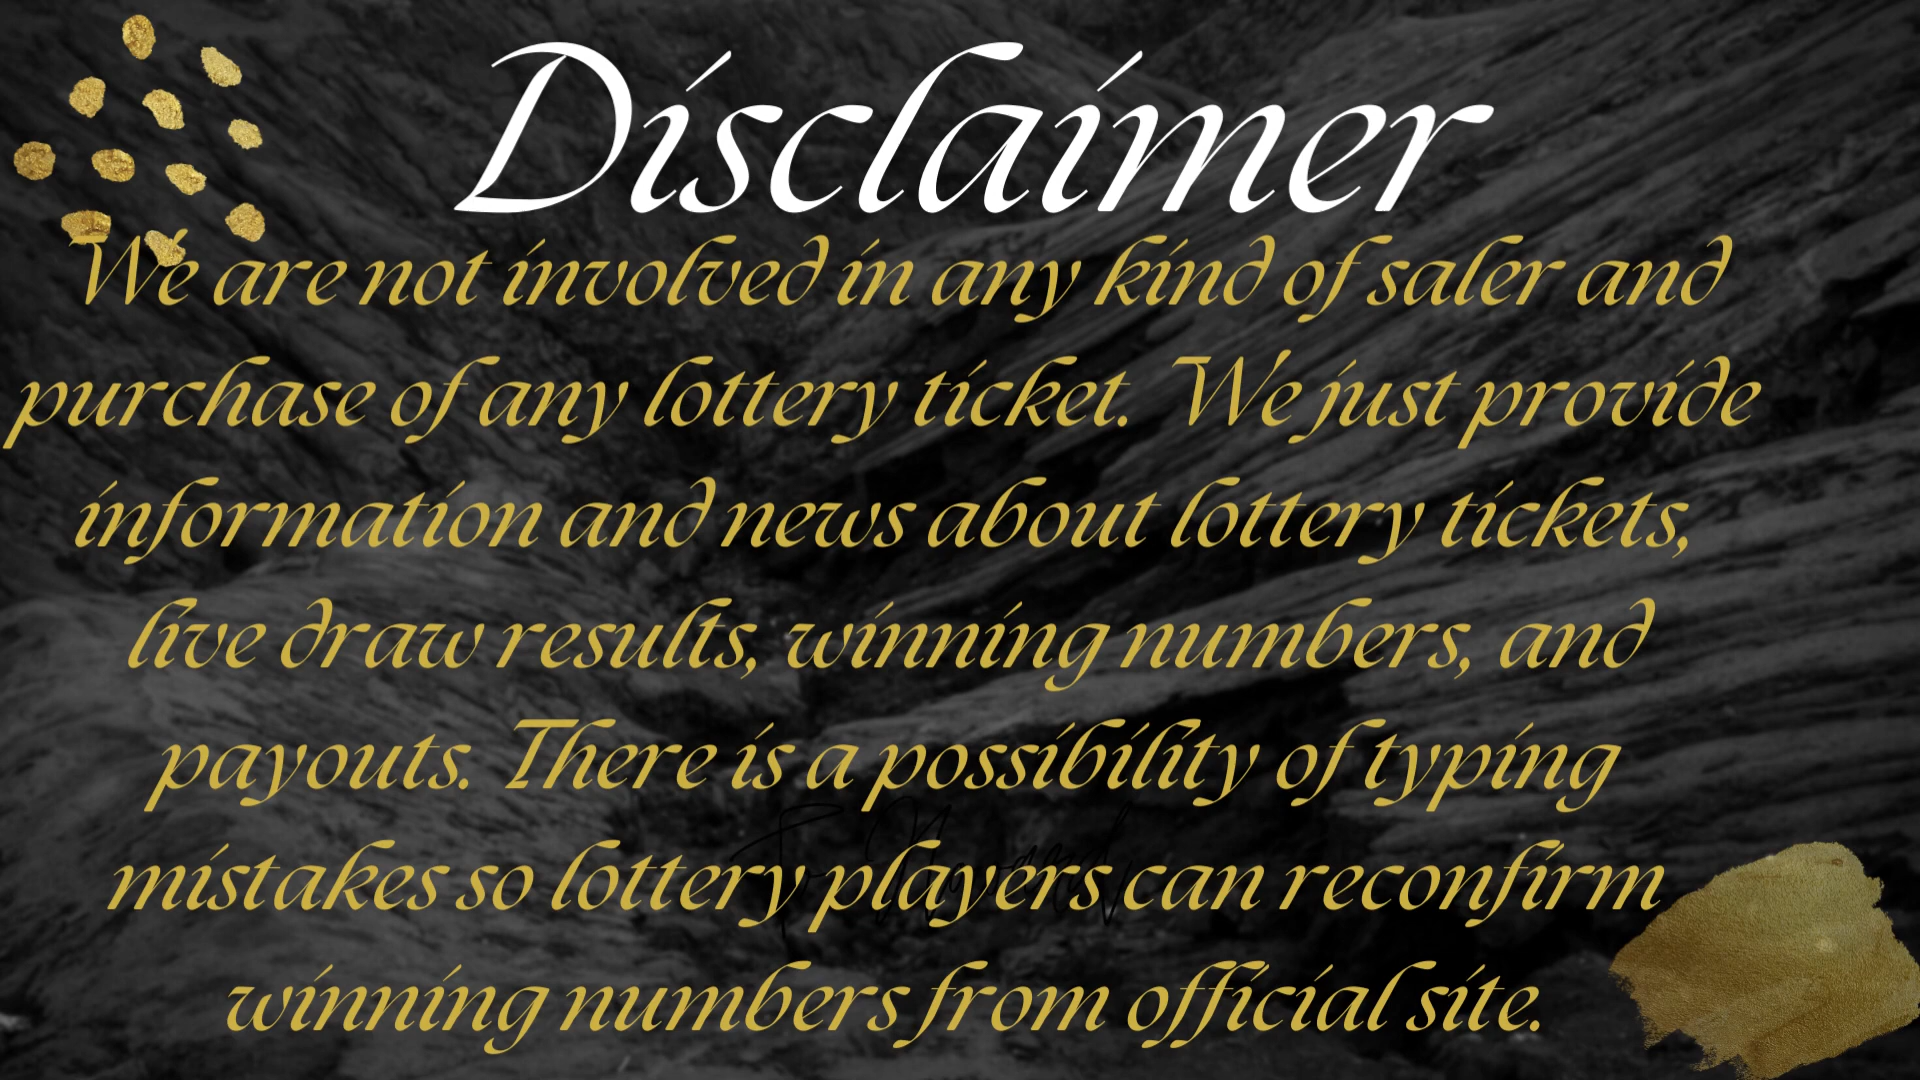 Disclaimer
We are not involved in any kind of saler and
purchase of any lottery ticket. We just provide
information and news about lottery tickets,
live draw results, winning numbers, and
payouts. There is a possibility of typing
mistakes so lottery players can reconfirm
winning numbers from official site.